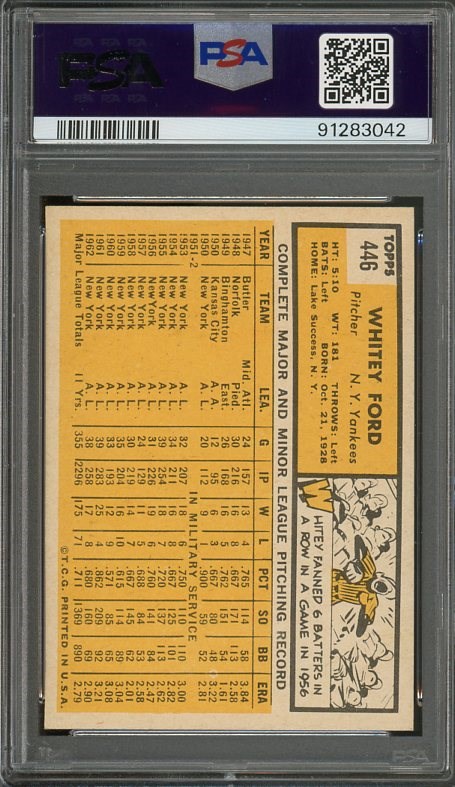 PSA
PSA
91283042
TOPPS
446
WHITEY FORD
Pitcher N. Y. Yankees
HT: 5:10 WT: 181 THROWS: Left
BATS: Left BORN: Oct. 21, 1928
HOME: Lake Success, N. Y.
WHITEY FANNED 6 BATTERS IN
A ROW IN A GAME IN 1956
COMPLETE MAJOR AND MINOR LEAGUE PITCHING RECORD
YEAR TEAM LEA. G IP W L PCT SO BB ERA
1947 Butler Mid. Atl. 24 157 13 4 .765 114 58 3.84
1948 Norfolk Pied. 30 216 16 8 .667 171 113 2.58
1949 Binghamton East. 26 168 16 5 .762 151 54 1.61
1950 Kansas City A. A. 12 95 6 3 .667 80 48 3.22
1950 New York A. L. 20 112 9 1 .900 59 52 2.81
1951-2 IN MILITARY SERVICE
1953 New York A. L. 32 207 18 6 .750 110 110 3.00
1954 New York A. L. 34 211 16 8 .667 125 101 2.82
1955 New York A. L. 39 254 18 7 .720 137 113 2.62
1956 New York A. L. 31 226 19 6 .760 141 84 2.47
1957 New York A. L. 24 129 11 5 .688 84 53 2.58
1958 New York A. L. 30 219 14 7 .667 145 62 2.01
1959 New York A. L. 35 204 16 10 .615 114 89 3.04
1960 New York A. L. 33 193 12 9 .571 85 65 3.08
1961 New York A. L. 39 283 25 4 .862 209 92 3.21
1962 New York A. L. 38 258 17 8 .680 160 69 2.90
Major League Totals 11 Yrs. 355 2296 175 71 .711 1369 890 2.79
©T.C.G. PRINTED IN U.S.A.
PSA